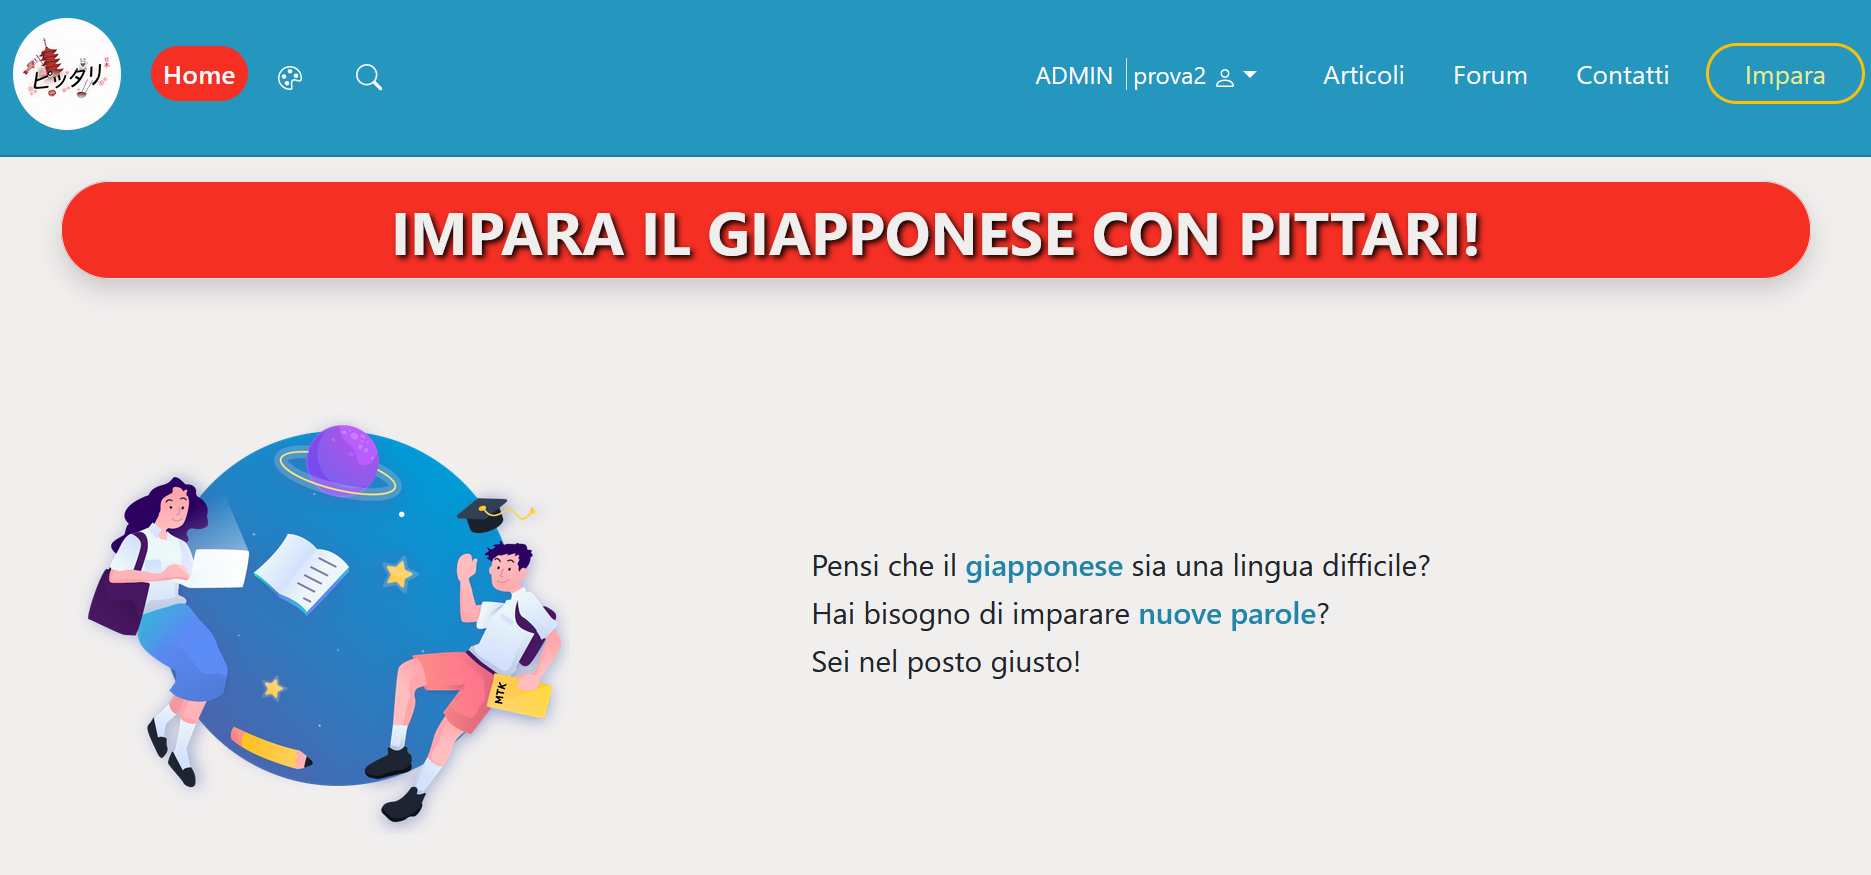 ピッタリ
Home
ADMIN
prova2
Articoli
Forum
Contatti
Impara
IMPARA IL GIAPPONESE CON PITTARI!
Pensi che il giapponese sia una lingua difficile?
Hai bisogno di imparare nuove parole?
Sei nel posto giusto!
MTK